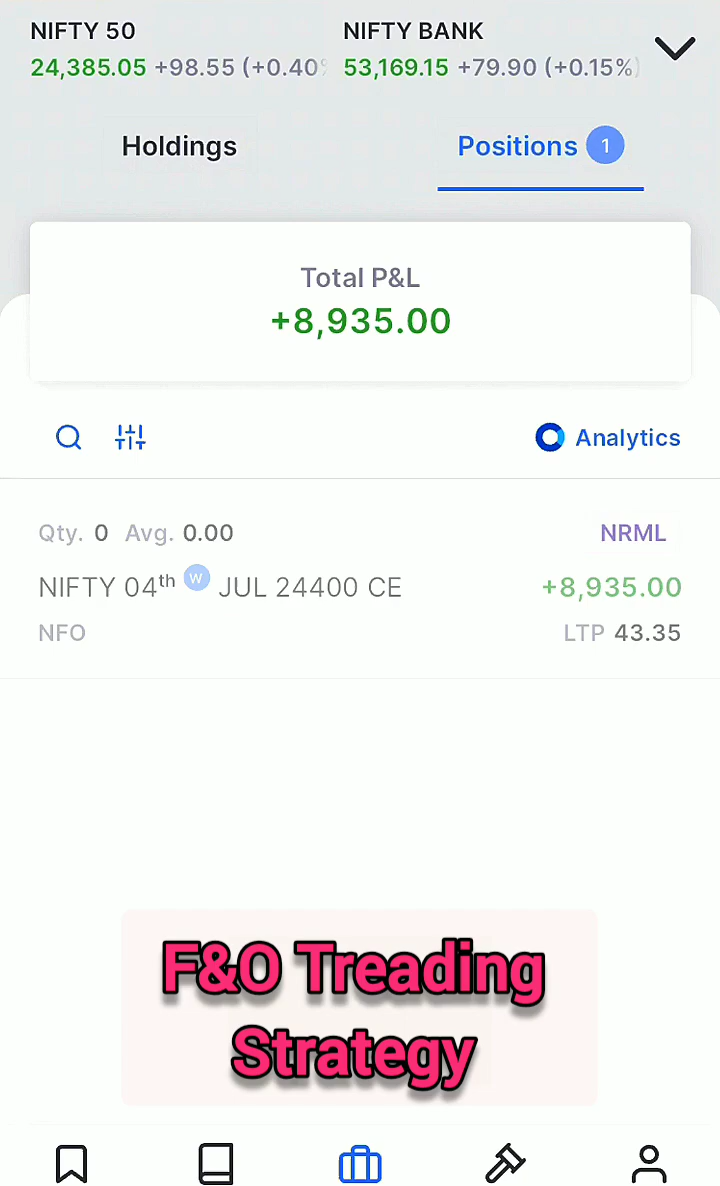 NIFTY 50
24,385.05 +98.55 (+0.40%
NIFTY BANK
53,169.15 +79.90 (+0.15%)
Holdings
Positions 1
Total P&L
+8,935.00
Analytics
Qty. 0 Avg. 0.00
NRML
NIFTY 04th W JUL 24400 CE
+8,935.00
NFO
LTP 43.35
F&O Treading
Strategy